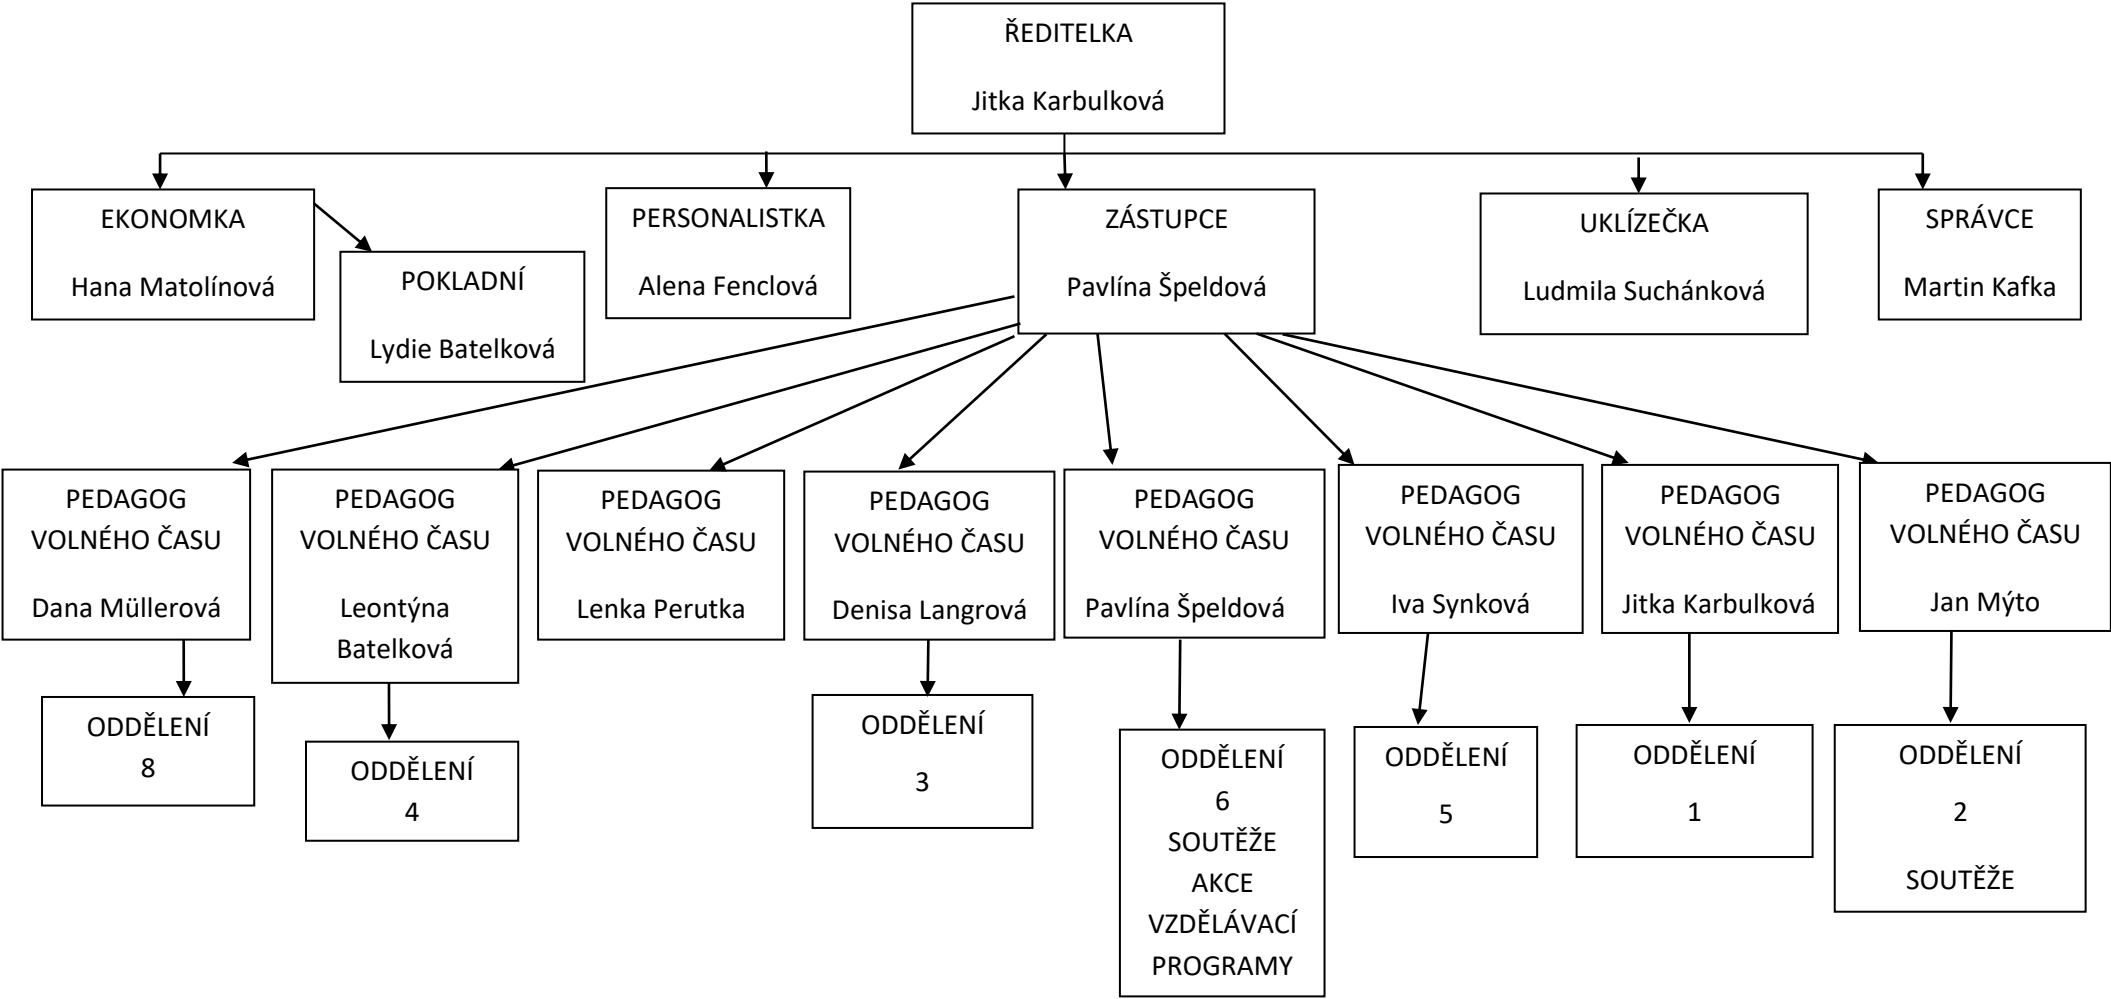 ŘEDITELKA
Jitka Karbulková
EKONOMKA
Hana Matolínová
POKLADNÍ
Lydie Batelková
PERSONALISTKA
Alena Fenclová
ZÁSTUPCE
Pavlína Špeldová
UKLÍZEČKA
Ludmila Suchánková
SPRÁVCE
Martin Kafka
PEDAGOG
VOLNÉHO ČASU
Dana Müllerová
PEDAGOG
VOLNÉHO ČASU
Leontýna
Batelková
PEDAGOG
VOLNÉHO ČASU
Lenka Perutka
PEDAGOG
VOLNÉHO ČASU
Denisa Langrová
PEDAGOG
VOLNÉHO ČASU
Pavlína Špeldová
PEDAGOG
VOLNÉHO ČASU
Iva Synková
PEDAGOG
VOLNÉHO ČASU
Jitka Karbulková
PEDAGOG
VOLNÉHO ČASU
Jan Mýto
ODDĚLENÍ
8
ODDĚLENÍ
4
ODDĚLENÍ
3
ODDĚLENÍ
6
SOUTĚŽE
AKCE
VZDĚLÁVACÍ
PROGRAMY
ODDĚLENÍ
5
ODDĚLENÍ
1
ODDĚLENÍ
2
SOUTĚŽE